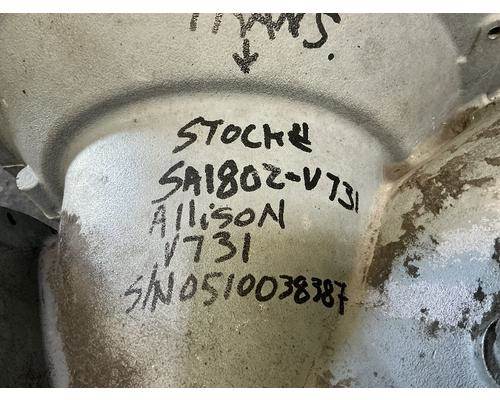 TRANS.
STOCK#
SA1802-V731
AlliSON
V731
S/N0510038387